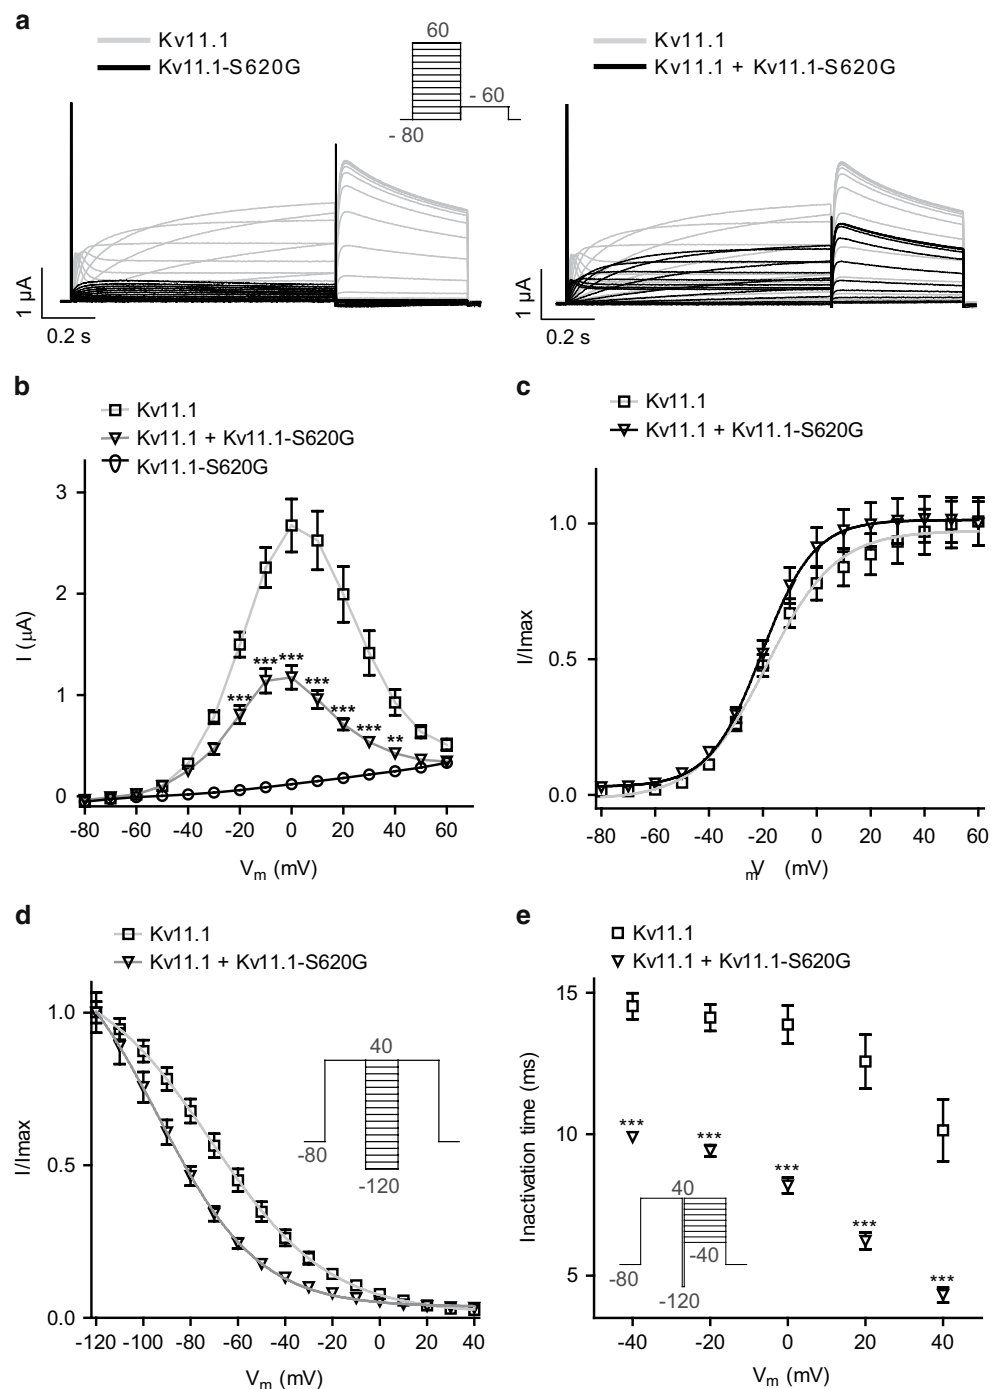 a
Kv11.1
Kv11.1-S620G
60
- 60
- 80
Kv11.1
Kv11.1 + Kv11.1-S620G
1 µA
0.2 s
1 µA
0.2 s
b
Kv11.1
Kv11.1 + Kv11.1-S620G
Kv11.1-S620G
3
2
1
0
I (µA)
*** *** *** *** *** *** **
-80 -60 -40 -20 0 20 40 60
Vm (mV)
c
Kv11.1
Kv11.1 + Kv11.1-S620G
1.0
0.5
0.0
I/Imax
-80 -60 -40 -20 0 20 40 60
mV (mV)
d
Kv11.1
Kv11.1 + Kv11.1-S620G
1.0
0.5
0.0
I/Imax
40
-80
-120
-120 -100 -80 -60 -40 -20 0 20 40
Vm (mV)
e
Kv11.1
Kv11.1 + Kv11.1-S620G
15
10
5
Inactivation time (ms)
*** *** *** *** ***
40
-40
-80
-120
-40 -20 0 20 40
Vm (mV)